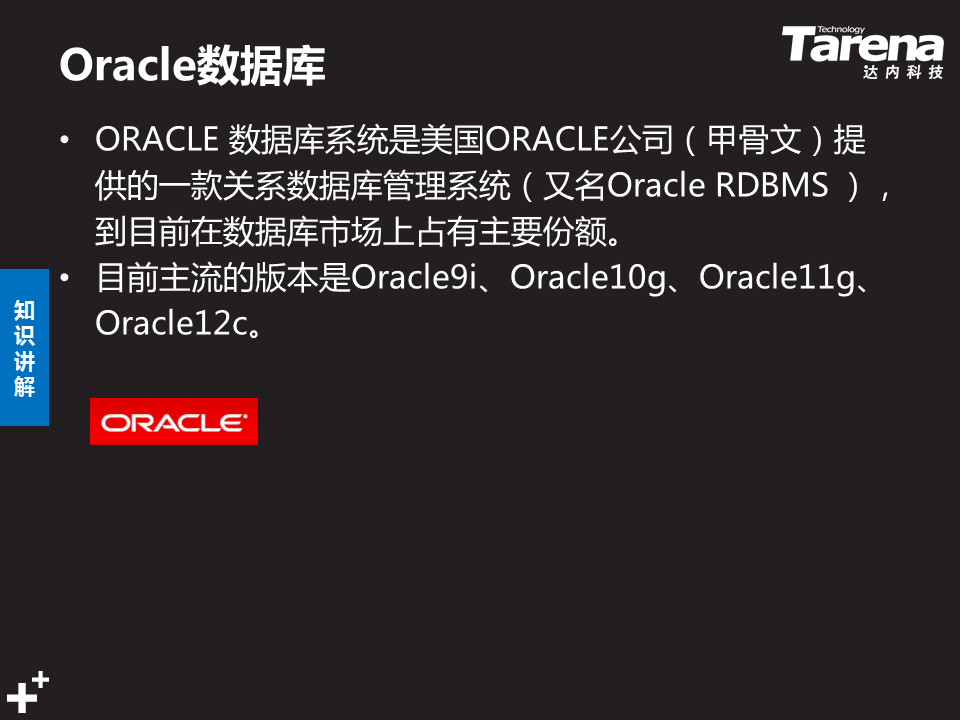 Oracle数据库
Technology
Tarena
达内科技
• ORACLE 数据库系统是美国ORACLE公司（甲骨文）提
供的一款关系数据库管理系统（又名Oracle RDBMS ），
到目前在数据库市场上占有主要份额。
• 目前主流的版本是Oracle9i、Oracle10g、Oracle11g、
Oracle12c。
知
识
讲
解
ORACLE®